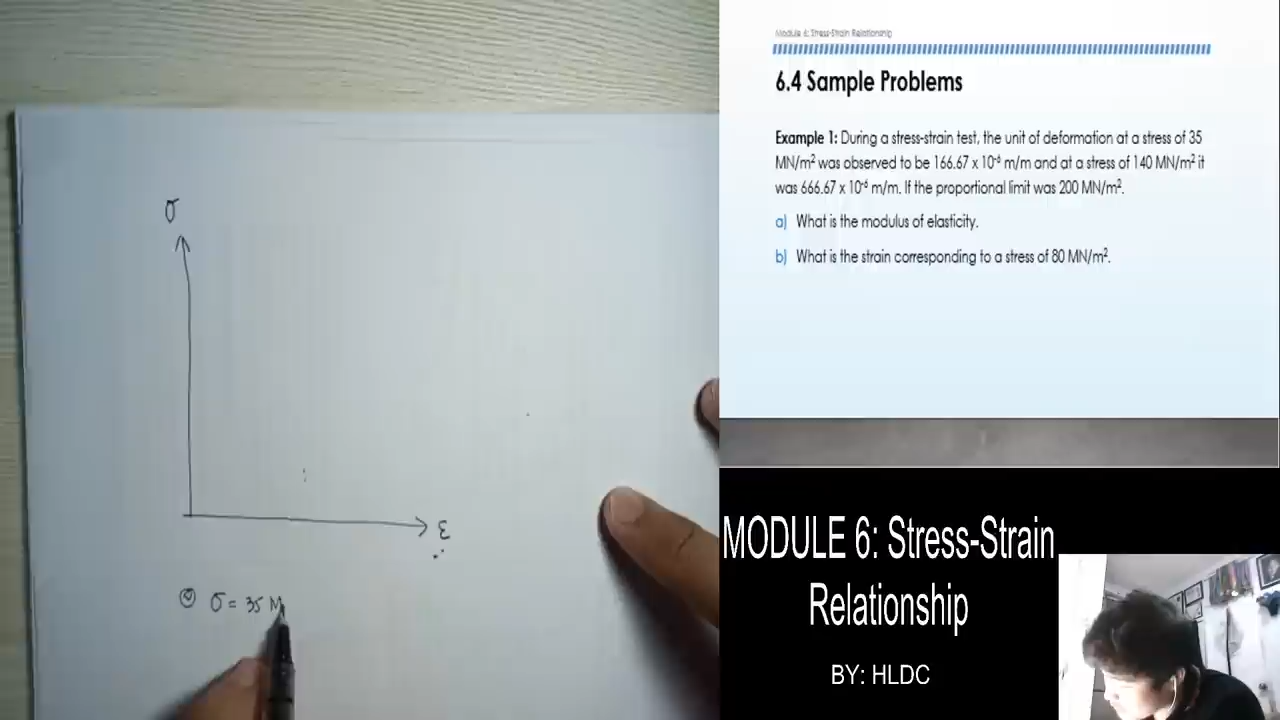 σ
ε
@ σ = 35 M
Module 6: Stress-Strain Relationship
6.4 Sample Problems
Example 1: During a stress-strain test, the unit of deformation at a stress of 35
MN/m² was observed to be 166.67 x 10⁻⁶ m/m and at a stress of 140 MN/m² it
was 666.67 x 10⁻⁶ m/m. If the proportional limit was 200 MN/m².
a) What is the modulus of elasticity.
b) What is the strain corresponding to a stress of 80 MN/m².
MODULE 6: Stress-Strain
Relationship
BY: HLDC